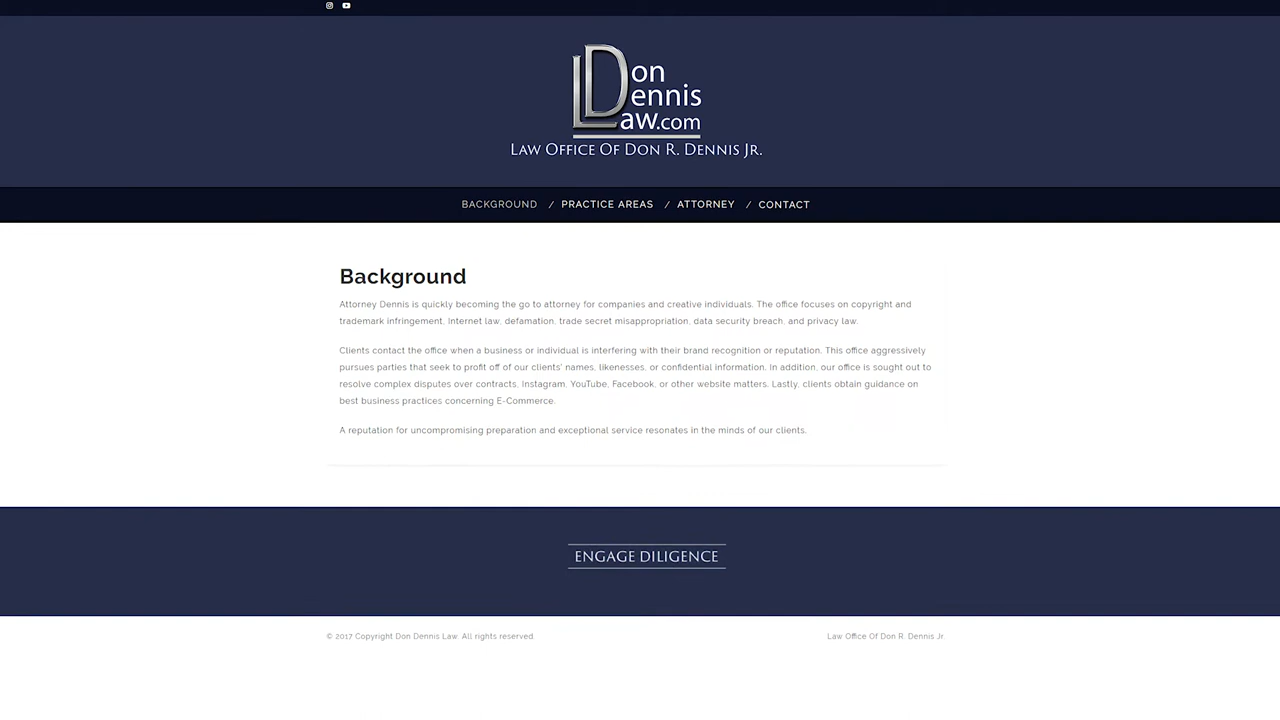 Don
Dennis
Law.com
Law Office Of Don R. Dennis Jr.
BACKGROUND / PRACTICE AREAS / ATTORNEY / CONTACT
Background
Attorney Dennis is quickly becoming the go to attorney for companies and creative individuals. The office focuses on copyright and
trademark infringement, Internet law, defamation, trade secret misappropriation, data security breach, and privacy law.
Clients contact the office when a business or individual is interfering with their brand recognition or reputation. This office aggressively
pursues parties that seek to profit off of our clients' names, likenesses, or confidential information. In addition, our office is sought out to
resolve complex disputes over contracts, Instagram, YouTube, Facebook, or other website matters. Lastly, clients obtain guidance on
best business practices concerning E-Commerce.
A reputation for uncompromising preparation and exceptional service resonates in the minds of our clients.
ENGAGE DILIGENCE
© 2017 Copyright Don Dennis Law. All rights reserved.
Law Office Of Don R. Dennis Jr.